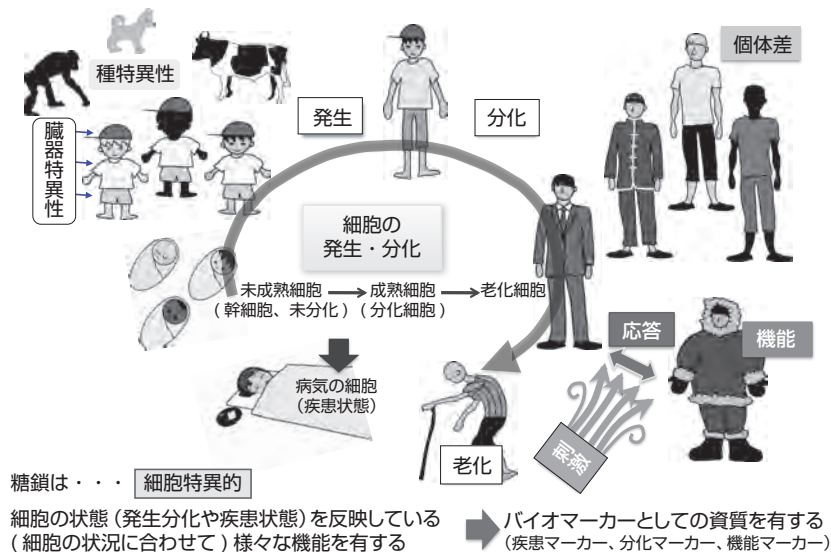 種特異性
個体差
発生
分化
臓器特異性
細胞の
発生・分化
未成熟細胞 → 成熟細胞 → 老化細胞
(幹細胞、未分化) (分化細胞)
応答
機能
病気の細胞
(疾患状態)
刺激
老化
糖鎖は・・・ 細胞特異的
細胞の状態(発生分化や疾患状態)を反映している
(細胞の状況に合わせて)様々な機能を有する
バイオマーカーとしての資質を有する
(疾患マーカー、分化マーカー、機能マーカー)